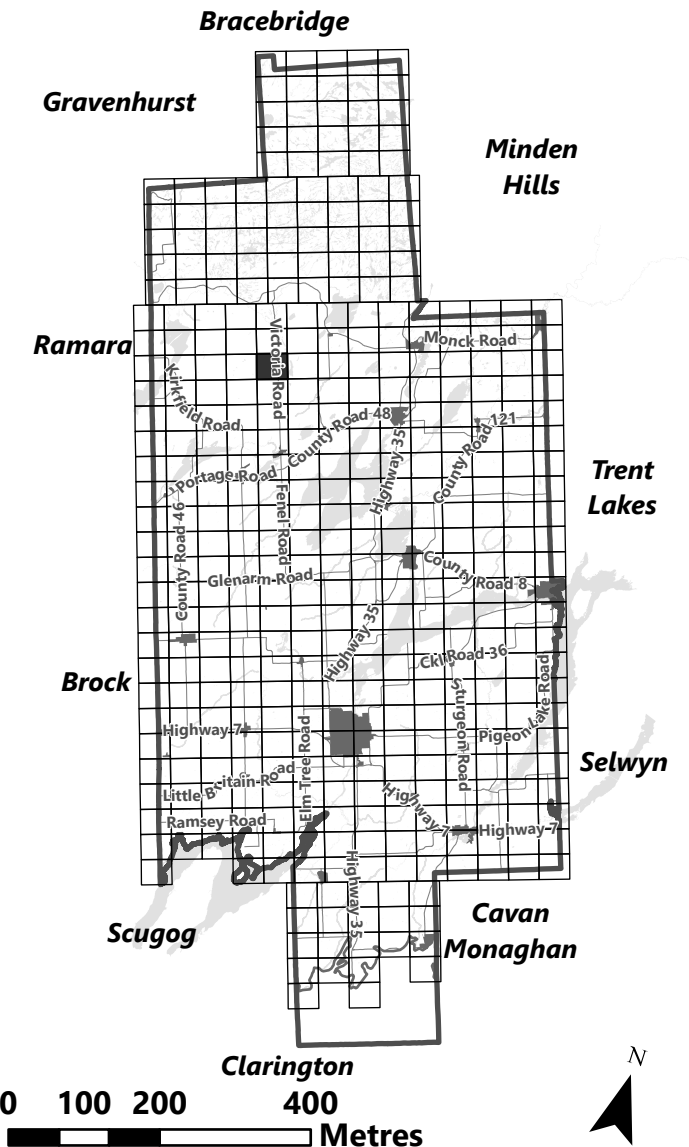 Bracebridge
Gravenhurst
Minden
Hills
Ramara
Victoria Road
Monck Road
Kirkfield Road
County Road 48
County Road 121
Highway 35
Portage Road
Trent
Lakes
Fenel Road
County Road 46
Glenarm Road
County Road 8
Highway 35
Ckl Road 36
Brock
Sturgeon Road
Pigeon Lake Road
Highway 7
Elm Tree Road
Selwyn
Little Britain Road
Highway 7
Ramsey Road
Highway 7
Highway 35
Scugog
Cavan
Monaghan
Clarington
N
0 100 200 400
Metres